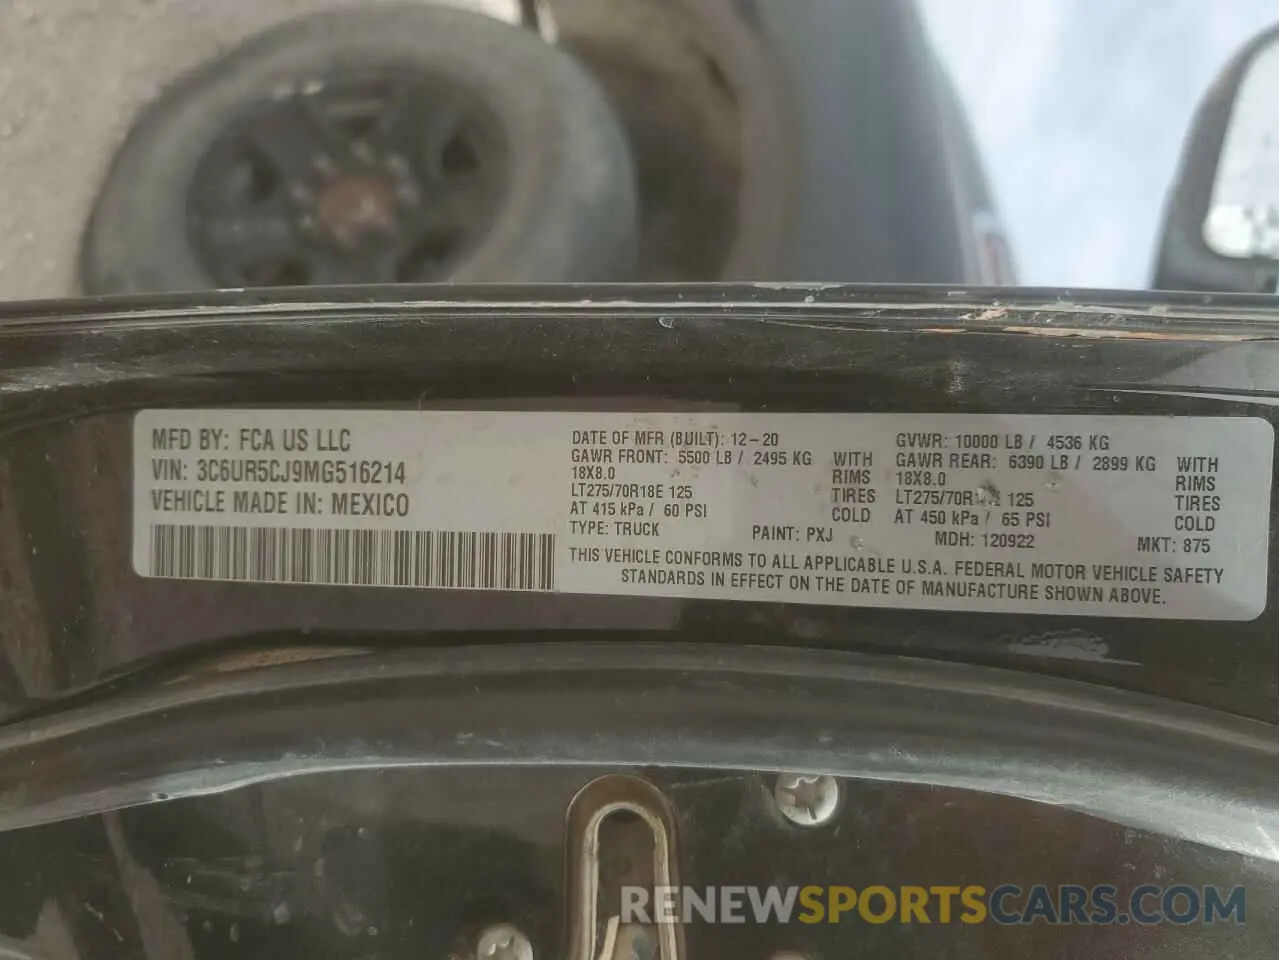 MFD BY: FCA US LLC
VIN: 3C6UR5CJ9MG516214
VEHICLE MADE IN: MEXICO
DATE OF MFR (BUILT): 12-20
GAWR FRONT: 5500 LB / 2495 KG WITH
18X8.0 RIMS
LT275/70R18E 125 TIRES
AT 415 kPa / 60 PSI COLD
TYPE: TRUCK PAINT: PXJ
GVWR: 10000 LB / 4536 KG
GAWR REAR: 6390 LB / 2899 KG WITH
18X8.0 RIMS
LT275/70R18E 125 TIRES
AT 450 kPa / 65 PSI COLD
MDH: 120922 MKT: 875
THIS VEHICLE CONFORMS TO ALL APPLICABLE U.S.A. FEDERAL MOTOR VEHICLE SAFETY
STANDARDS IN EFFECT ON THE DATE OF MANUFACTURE SHOWN ABOVE.
RENEWSPORTSCARS.COM